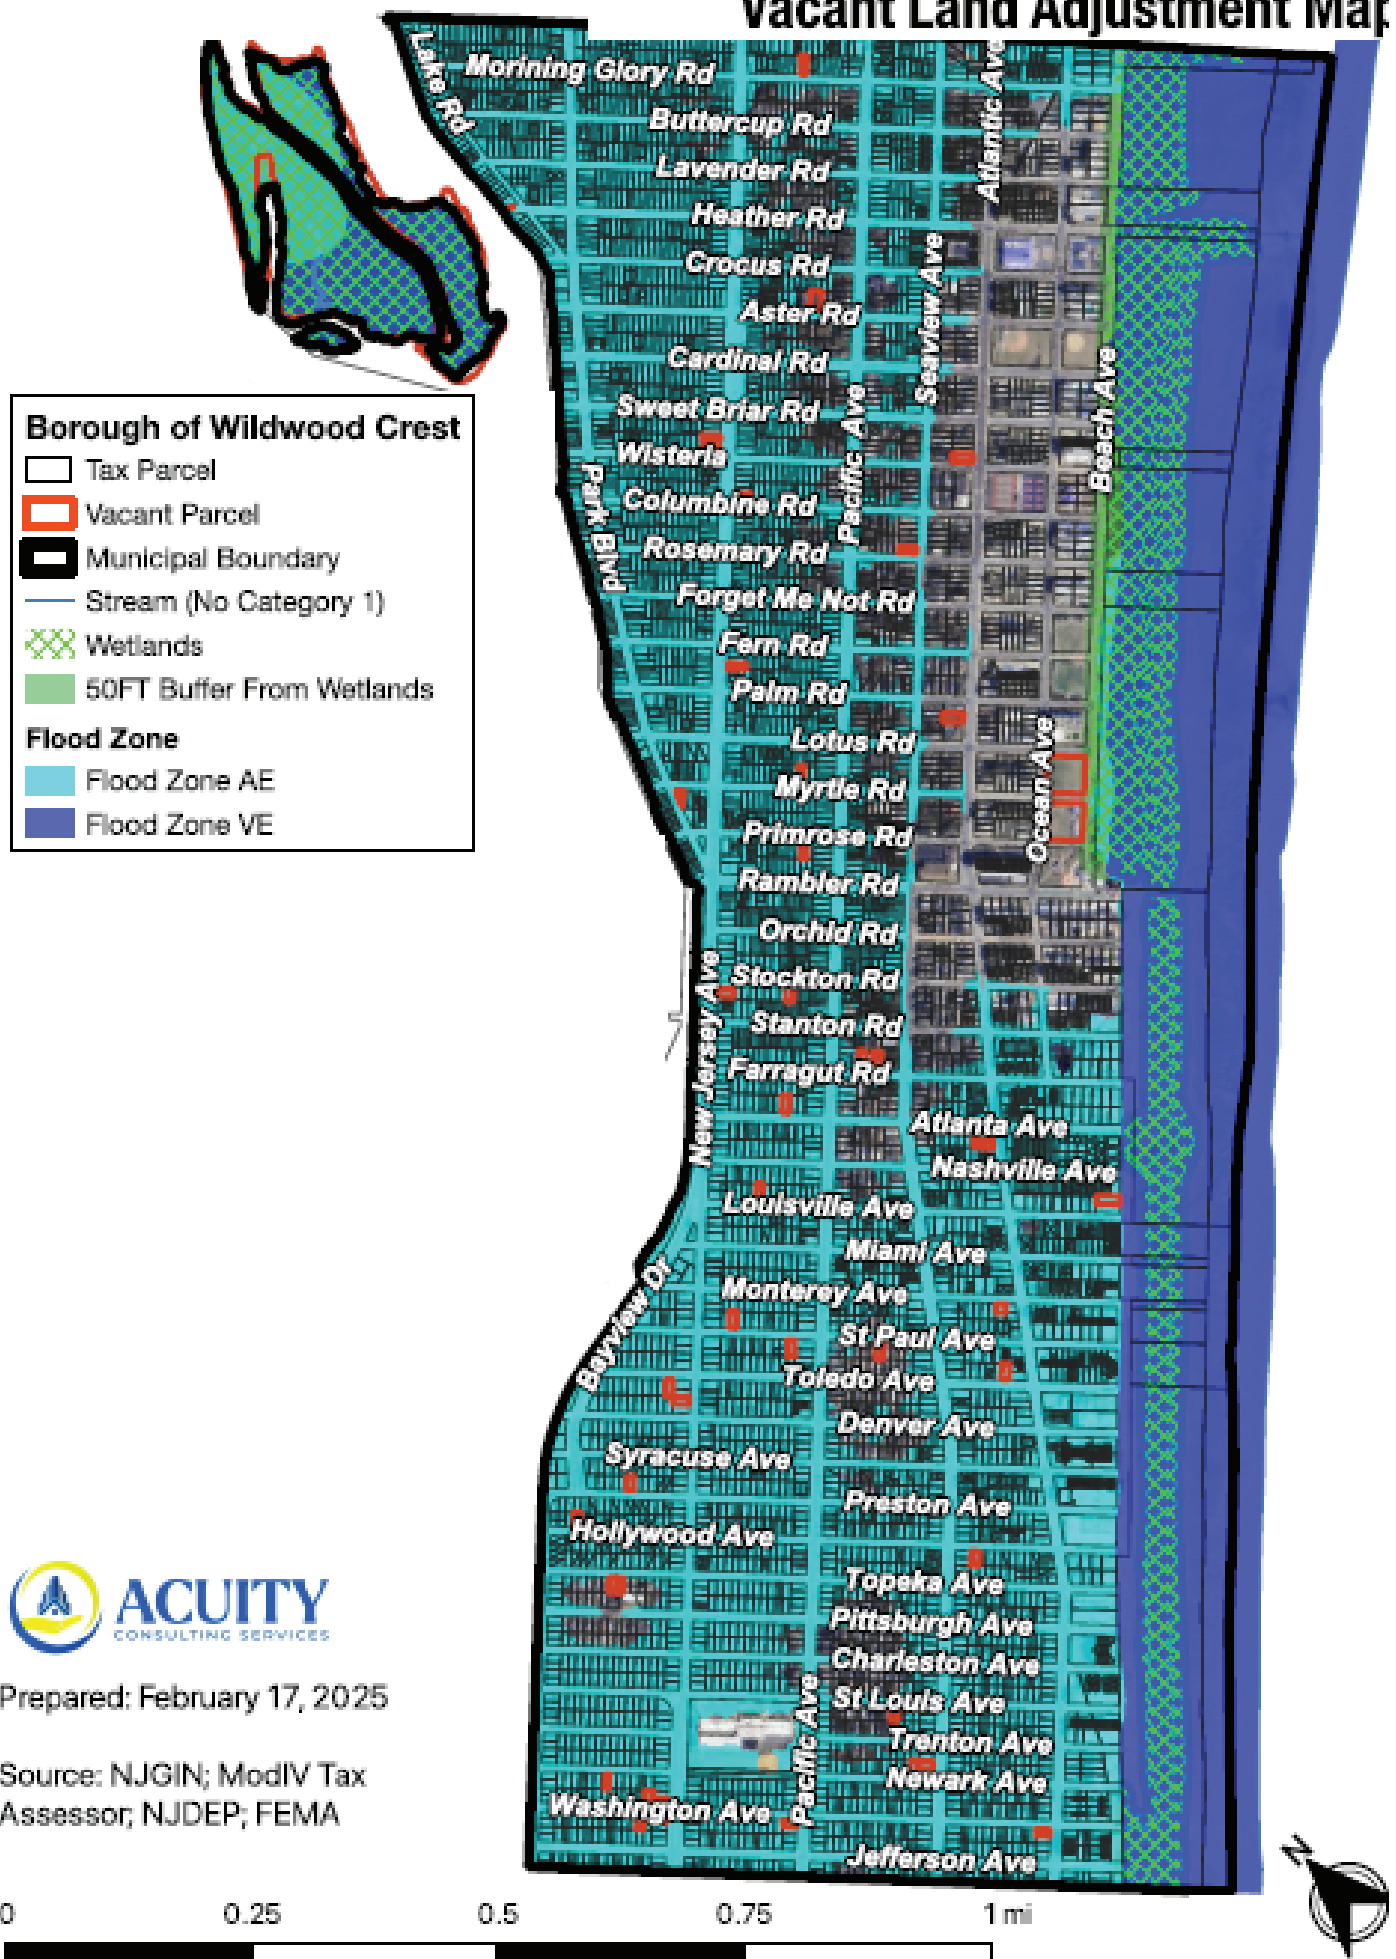 Vacant Land Adjustment Map
Lake Rd
Morining Glory Rd
Atlantic Ave
Buttercup Rd
Lavender Rd
Heather Rd
Crocus Rd
Seaview Ave
Aster Rd
Cardinal Rd
Beach Ave
Sweet Briar Rd
Pacific Ave
Wisteria
Park Blvd
Columbine Rd
Rosemary Rd
Forget Me Not Rd
Fern Rd
Palm Rd
Lotus Rd
Ocean Ave
Myrtle Rd
Primrose Rd
Rambler Rd
Orchid Rd
Stockton Rd
New Jersey Ave
Stanton Rd
Farragut Rd
Atlanta Ave
Nashville Ave
Louisville Ave
Miami Ave
Bayview Dr
Monterey Ave
St Paul Ave
Toledo Ave
Denver Ave
Syracuse Ave
Preston Ave
Hollywood Ave
Topeka Ave
Pittsburgh Ave
Charleston Ave
St Louis Ave
Pacific Ave
Trenton Ave
Newark Ave
Washington Ave
Jefferson Ave
Borough of Wildwood Crest
Tax Parcel
Vacant Parcel
Municipal Boundary
Stream (No Category 1)
Wetlands
50FT Buffer From Wetlands
Flood Zone
Flood Zone AE
Flood Zone VE
ACUITY
CONSULTING SERVICES
Prepared: February 17, 2025
Source: NJGIN; ModIV Tax
Assessor; NJDEP; FEMA
0 0.25 0.5 0.75 1 mi
N